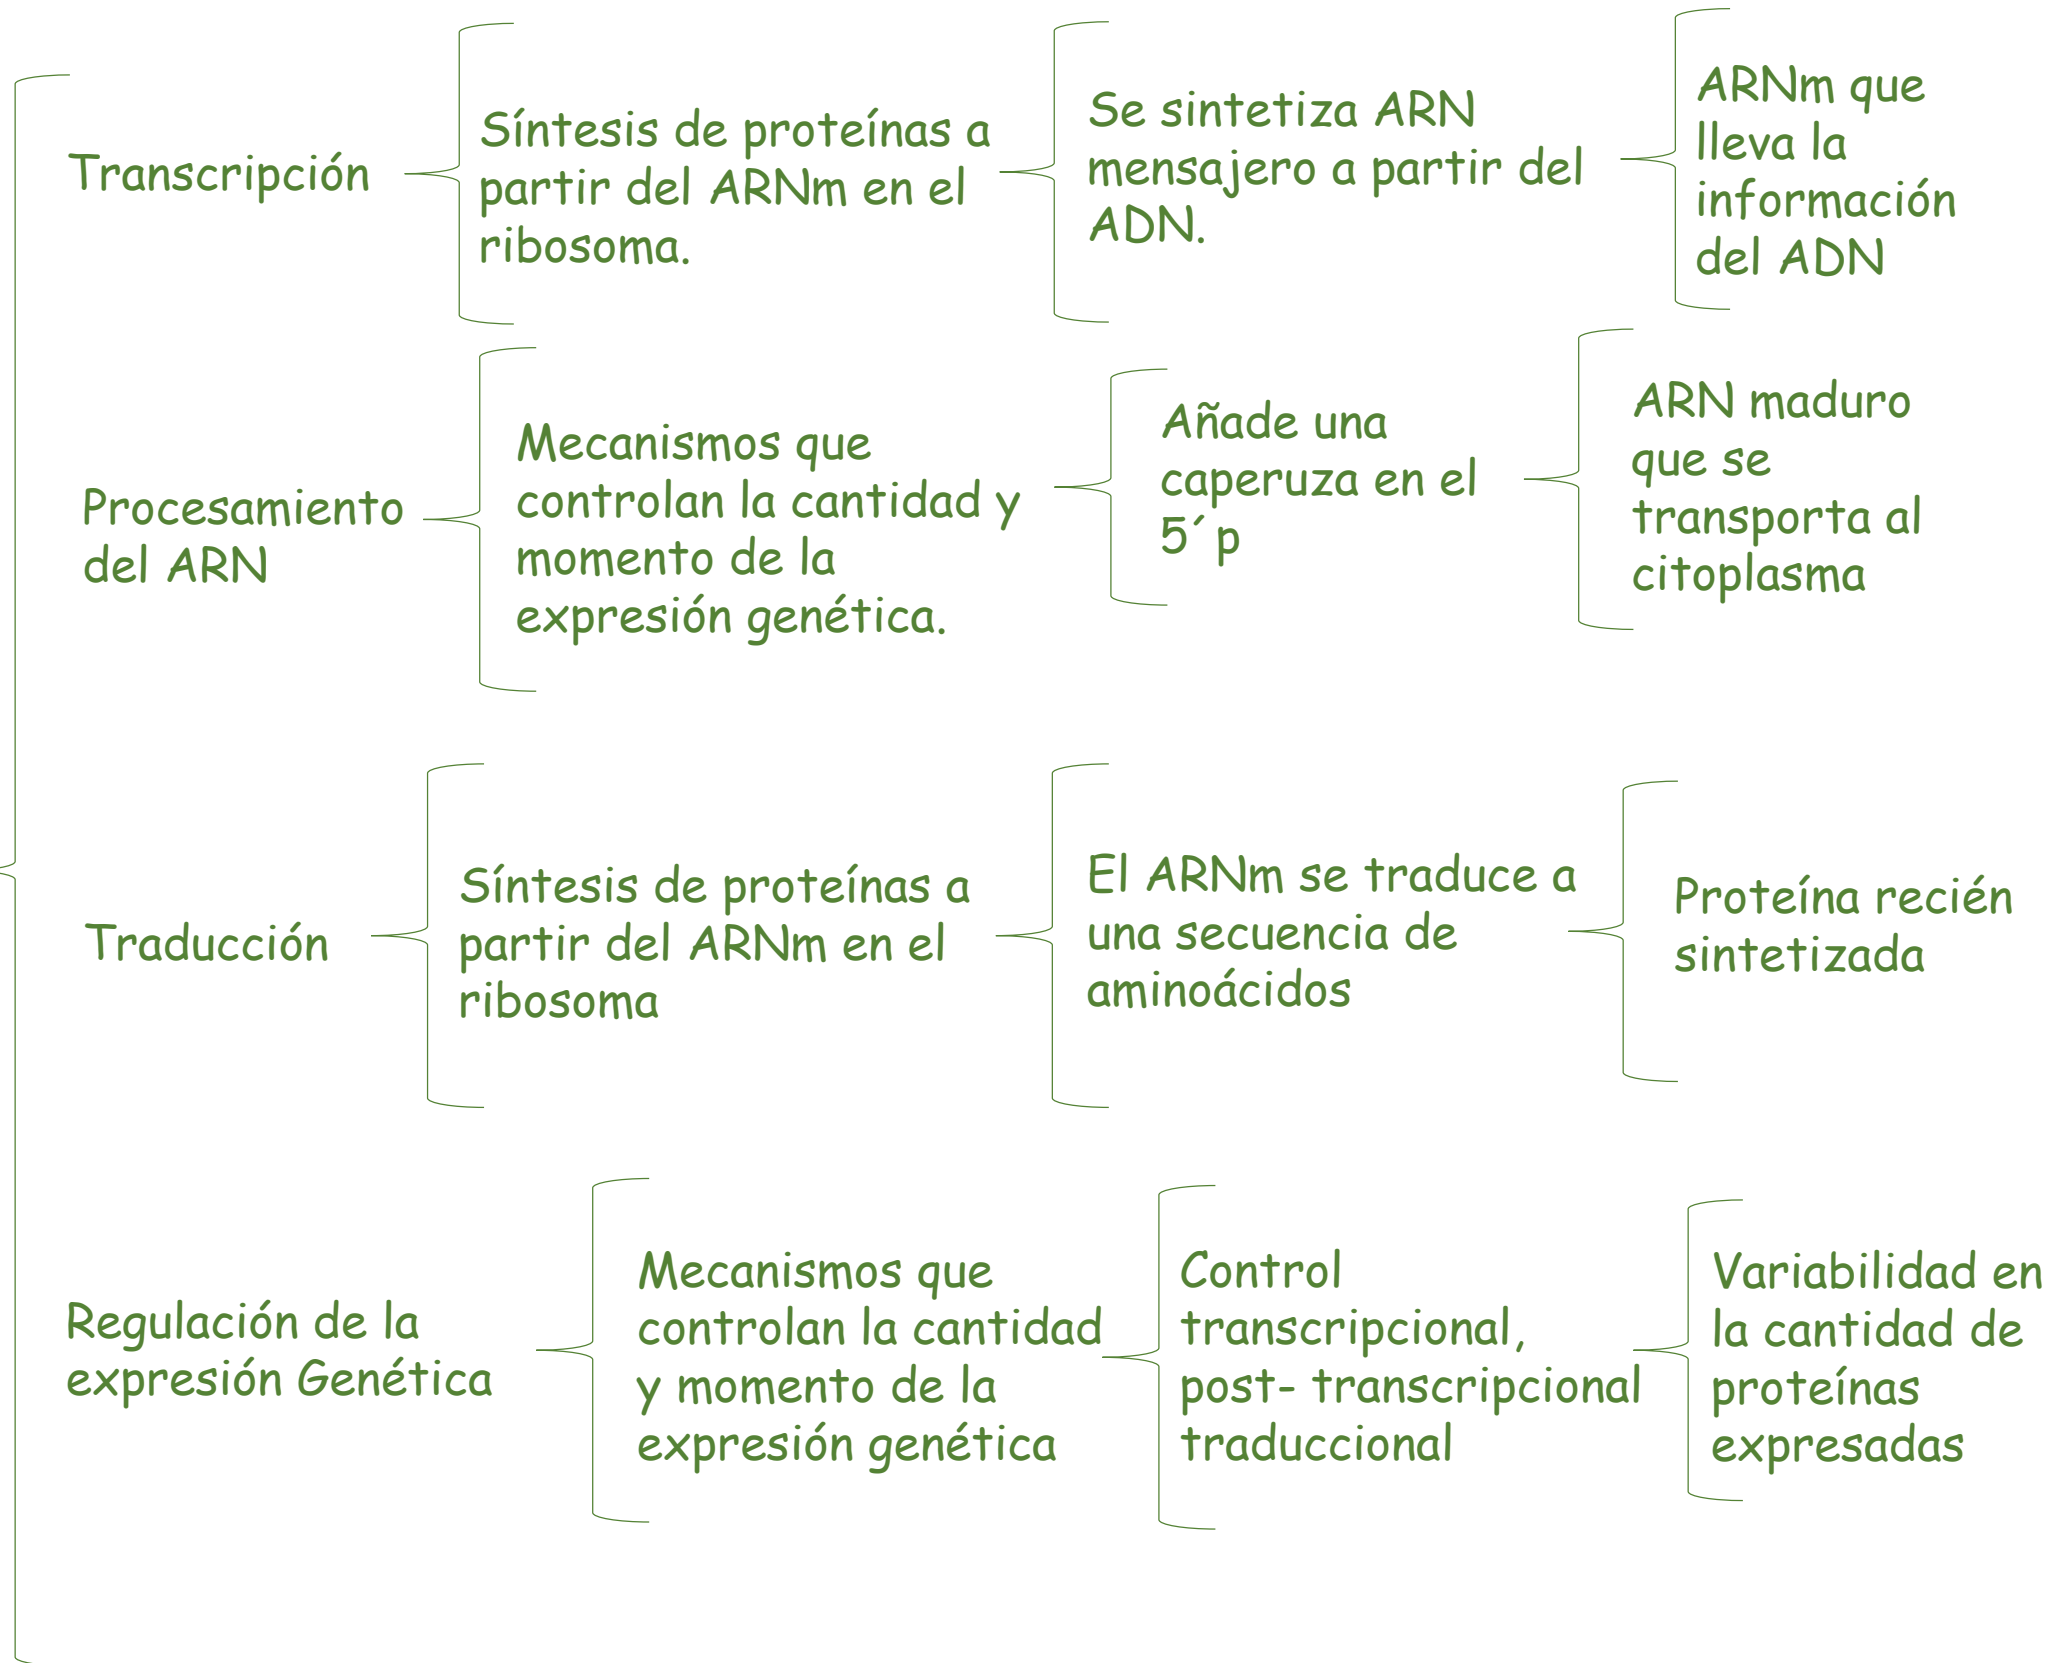 Transcripción
Síntesis de proteínas a
partir del ARNm en el
ribosoma.
Se sintetiza ARN
mensajero a partir del
ADN.
ARNm que
lleva la
información
del ADN
Procesamiento
del ARN
Mecanismos que
controlan la cantidad y
momento de la
expresión genética.
Añade una
caperuza en el
5´p
ARN maduro
que se
transporta al
citoplasma
Traducción
Síntesis de proteínas a
partir del ARNm en el
ribosoma
El ARNm se traduce a
una secuencia de
aminoácidos
Proteína recién
sintetizada
Regulación de la
expresión Genética
Mecanismos que
controlan la cantidad
y momento de la
expresión genética
Control
transcripcional,
post- transcripcional
traduccional
Variabilidad en
la cantidad de
proteínas
expresadas